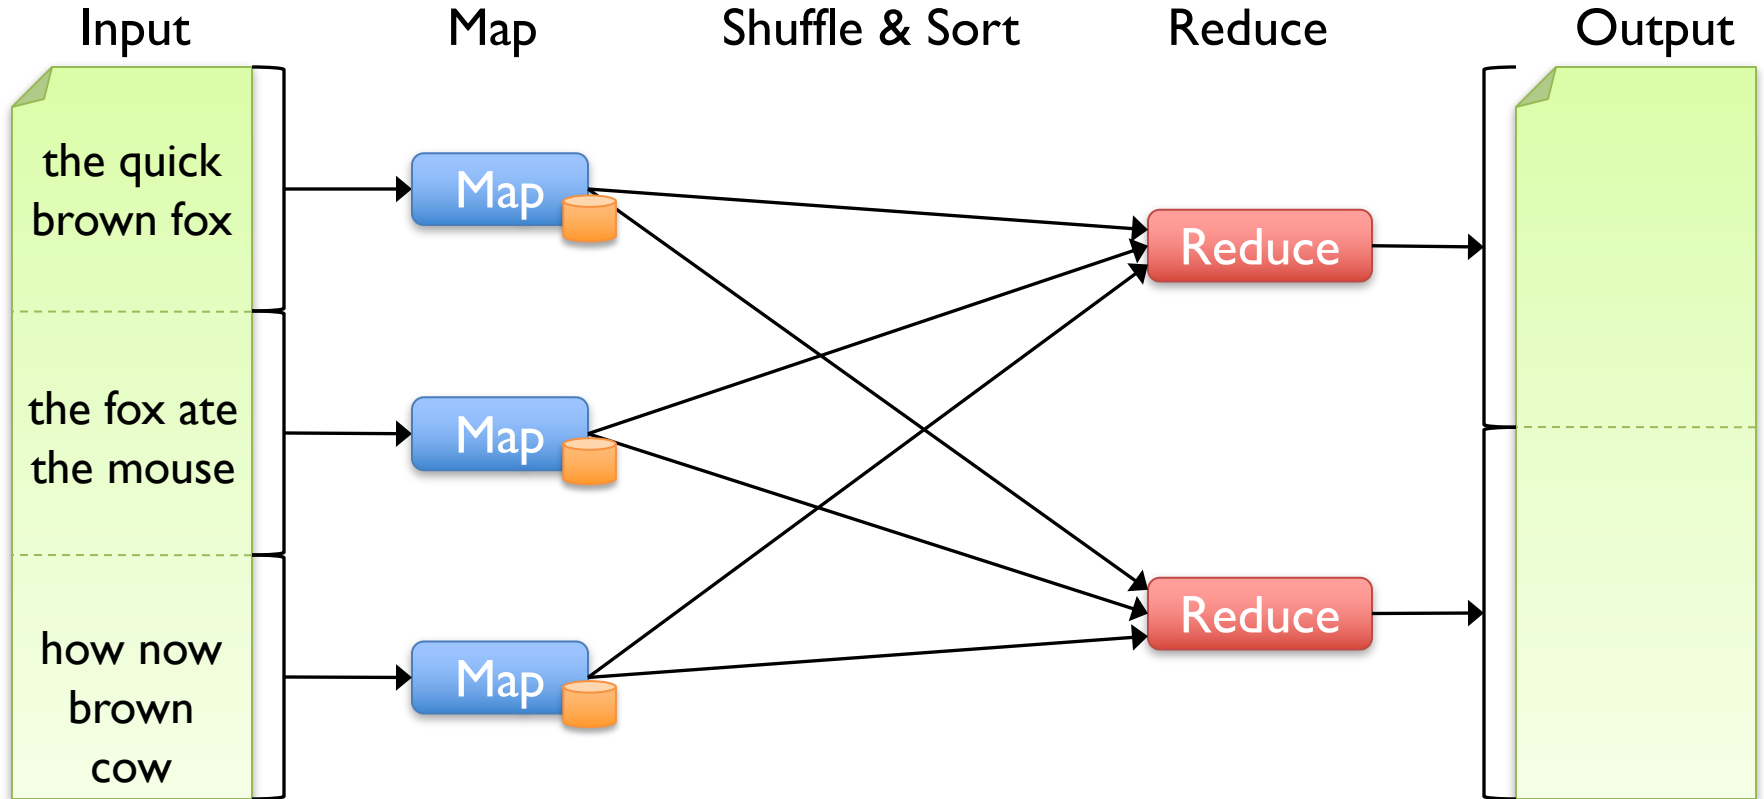 Input
Map
Shuffle & Sort
Reduce
Output
the quick
brown fox
the fox ate
the mouse
how now
brown
cow
Map
Map
Map
Reduce
Reduce